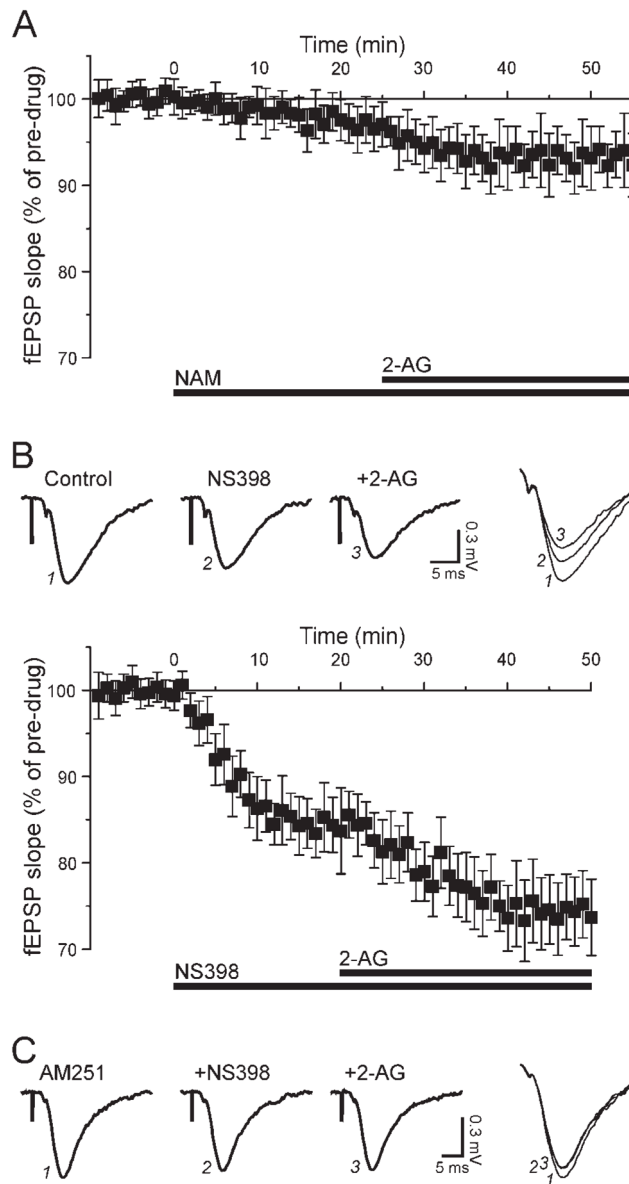 A
Time (min)
0 10 20 30 40 50
fEPSP slope (% of pre-drug)
100
90
80
70
2-AG
NAM
B
Control NS398 +2-AG
1 2 3
0.3 mV
5 ms
3
2
1
Time (min)
0 10 20 30 40 50
fEPSP slope (% of pre-drug)
100
90
80
70
2-AG
NS398
C
AM251 +NS398 +2-AG
1 2 3
0.3 mV
5 ms
23
1